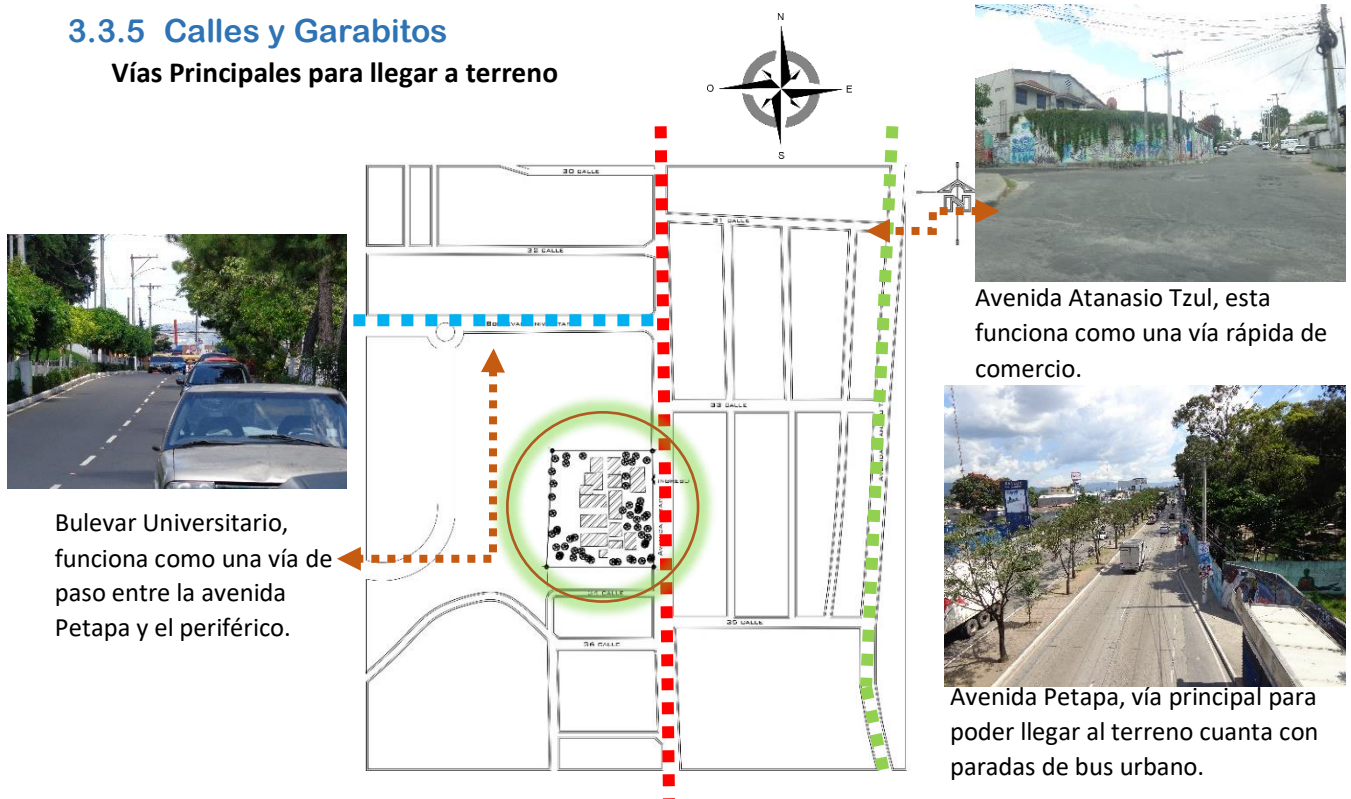 3.3.5 Calles y Garabitos
Vías Principales para llegar a terreno
N
O
E
S
30 CALLE
31 CALLE
32 CALLE
33 CALLE
INGRESO
35 CALLE
36 CALLE
N
Avenida Atanasio Tzul, esta
funciona como una vía rápida de
comercio.
Bulevar Universitario,
funciona como una vía de
paso entre la avenida
Petapa y el periférico.
Avenida Petapa, vía principal para
poder llegar al terreno cuanta con
paradas de bus urbano.